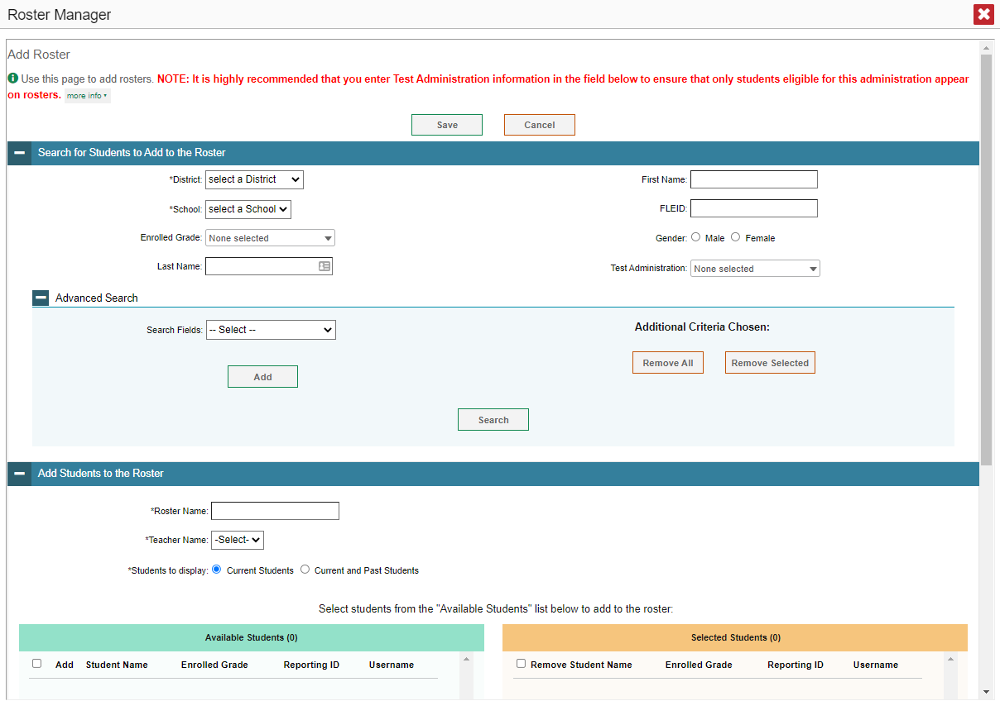 Roster Manager
Add Roster
Use this page to add rosters. NOTE: It is highly recommended that you enter Test Administration information in the field below to ensure that only students eligible for this administration appear
on rosters. more info
Save Cancel
Search for Students to Add to the Roster
*District: select a District First Name:
*School: select a School FLEID:
Enrolled Grade: None selected Gender: Male Female
Last Name: Test Administration: None selected
Advanced Search
Search Fields: -- Select -- Additional Criteria Chosen:
Add Remove All Remove Selected
Search
Add Students to the Roster
*Roster Name:
*Teacher Name: -Select-
*Students to display: Current Students Current and Past Students
Select students from the "Available Students" list below to add to the roster:
Available Students (0) Selected Students (0)
Add Student Name Enrolled Grade Reporting ID Username Remove Student Name Enrolled Grade Reporting ID Username